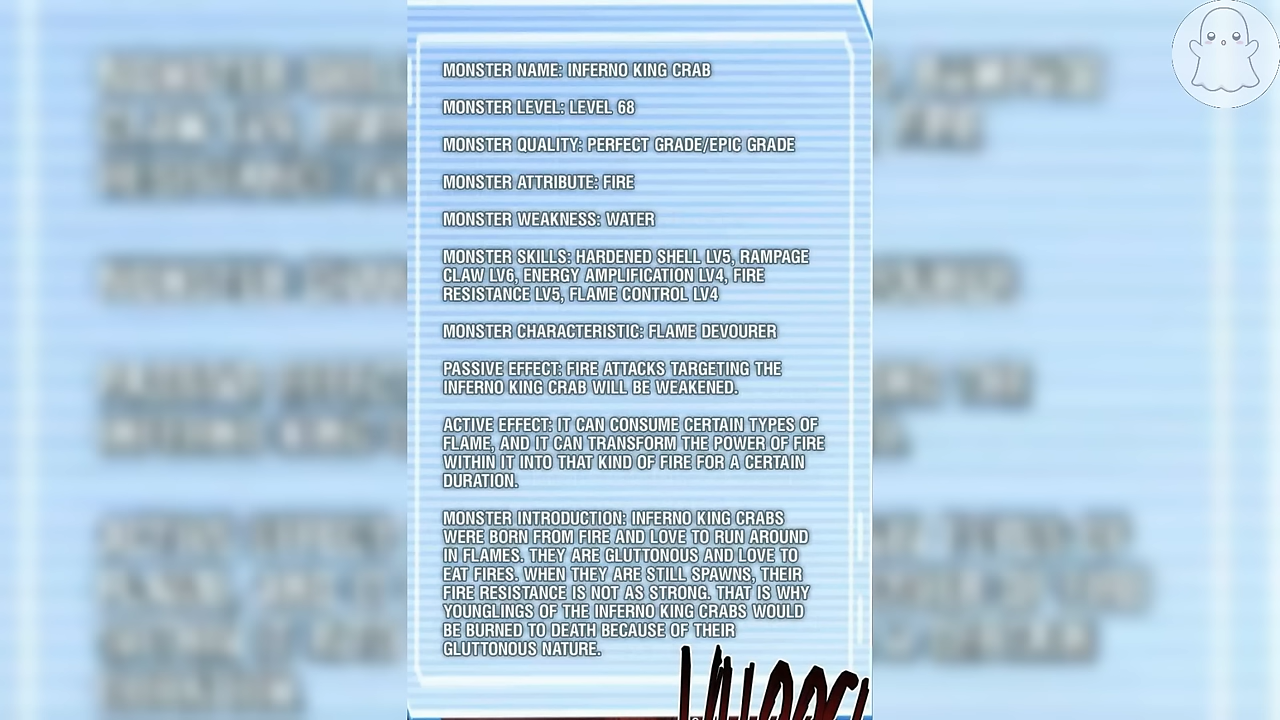 MONSTER NAME: INFERNO KING CRAB
MONSTER LEVEL: LEVEL 68
MONSTER QUALITY: PERFECT GRADE/EPIC GRADE
MONSTER ATTRIBUTE: FIRE
MONSTER WEAKNESS: WATER
MONSTER SKILLS: HARDENED SHELL LV5, RAMPAGE
CLAW LV6, ENERGY AMPLIFICATION LV4, FIRE
RESISTANCE LV5, FLAME CONTROL LV4
MONSTER CHARACTERISTIC: FLAME DEVOURER
PASSIVE EFFECT: FIRE ATTACKS TARGETING THE
INFERNO KING CRAB WILL BE WEAKENED.
ACTIVE EFFECT: IT CAN CONSUME CERTAIN TYPES OF
FLAME, AND IT CAN TRANSFORM THE POWER OF FIRE
WITHIN IT INTO THAT KIND OF FIRE FOR A CERTAIN
DURATION.
MONSTER INTRODUCTION: INFERNO KING CRABS
WERE BORN FROM FIRE AND LOVE TO RUN AROUND
IN FLAMES. THEY ARE GLUTTONOUS AND LOVE TO
EAT FIRES. WHEN THEY ARE STILL SPAWNS, THEIR
FIRE RESISTANCE IS NOT AS STRONG. THAT IS WHY
YOUNGLINGS OF THE INFERNO KING CRABS WOULD
BE BURNED TO DEATH BECAUSE OF THEIR
GLUTTONOUS NATURE.